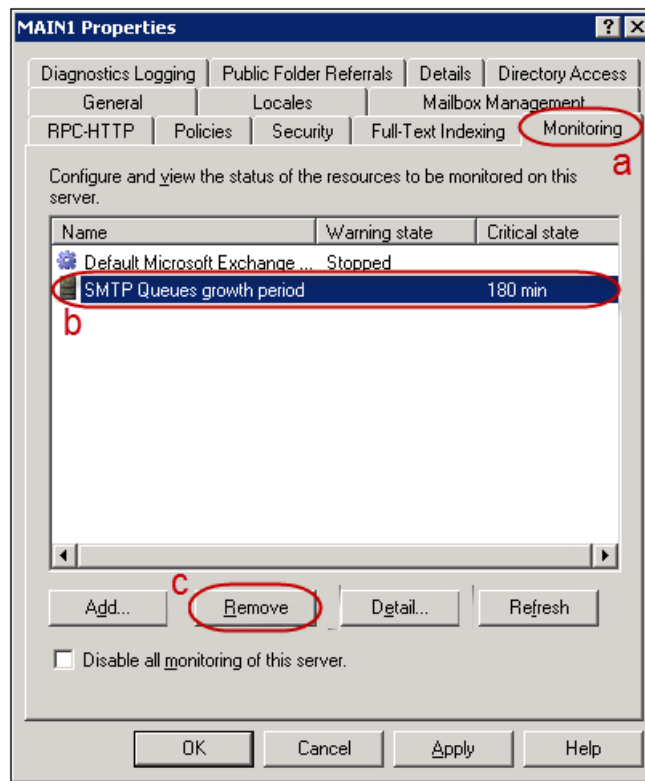 MAIN1 Properties
Diagnostics Logging Public Folder Referrals Details Directory Access
General Locales Mailbox Management
RPC-HTTP Policies Security Full-Text Indexing Monitoring
a
Configure and view the status of the resources to be monitored on this
server.
Name Warning state Critical state
Default Microsoft Exchange ... Stopped
SMTP Queues growth period 180 min
b
c
Add... Remove Detail... Refresh
Disable all monitoring of this server.
OK Cancel Apply Help